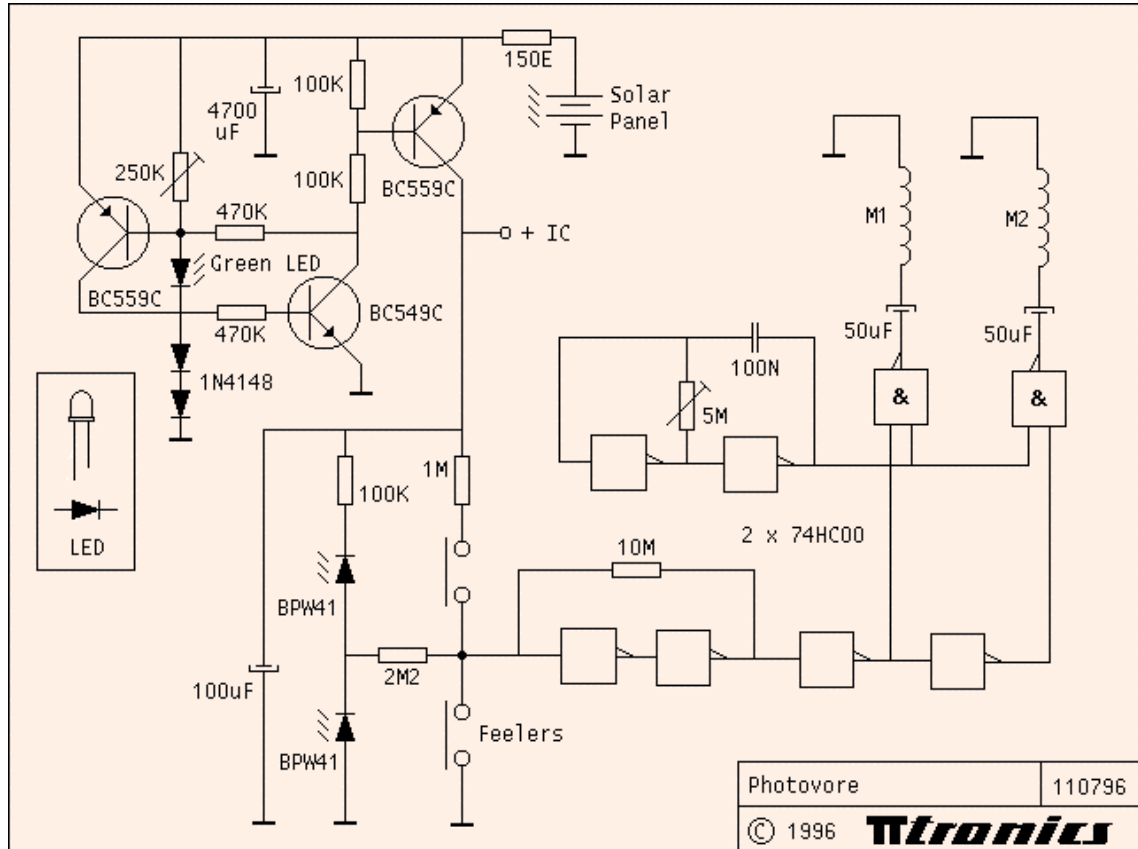 150E
Solar
Panel
100K
4700
uF
250K
100K
BC559C
470K
+ IC
M1
M2
Green LED
BC559C
BC549C
470K
50uF
50uF
100N
1N4148
&
&
5M
1M
100K
LED
2 x 74HC00
10M
BPW41
2M2
100uF
Feelers
BPW41
Photovore
110796
© 1996 TTtronics